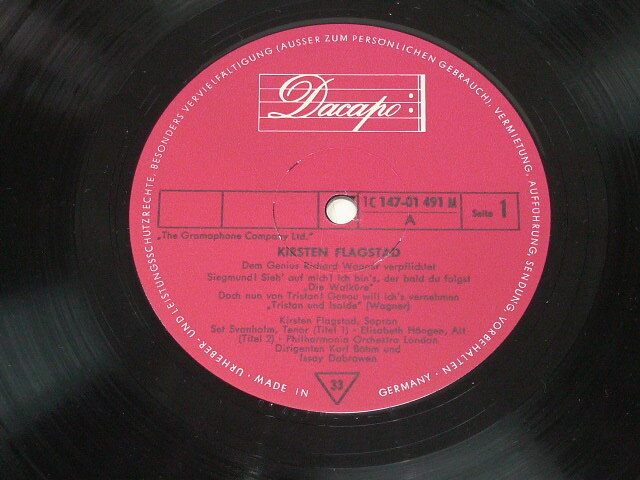 URHEBER- UND LEISTUNGSSCHUTZRECHTE, BESONDERS VERVIELFÄLTIGUNG (AUSSER ZUM PERSÖNLICHEN GEBRAUCH), VERMIETUNG, AUFFÜHRUNG, SENDUNG, VORBEHALTEN.
Dacapo
1C 147-01 491 M
A
Seite 1
„The Gramophone Company Ltd."
KIRSTEN FLAGSTAD
Dem Genius Richard Wagner verpflichtet
Siegmund! Sieh' auf mich! Ich bin's, der bald du folgst
„Die Walküre"
Doch nun von Tristan! Genau will ich's vernehmen
„Tristan und Isolde" (Wagner)
Kirsten Flagstad, Sopran
Set Svanholm, Tenor (Titel 1) · Elisabeth Höngen, Alt
(Titel 2) · Philharmonia Orchestra London
Dirigenten Karl Böhm und
Issay Dobrowen
33
MADE IN GERMANY